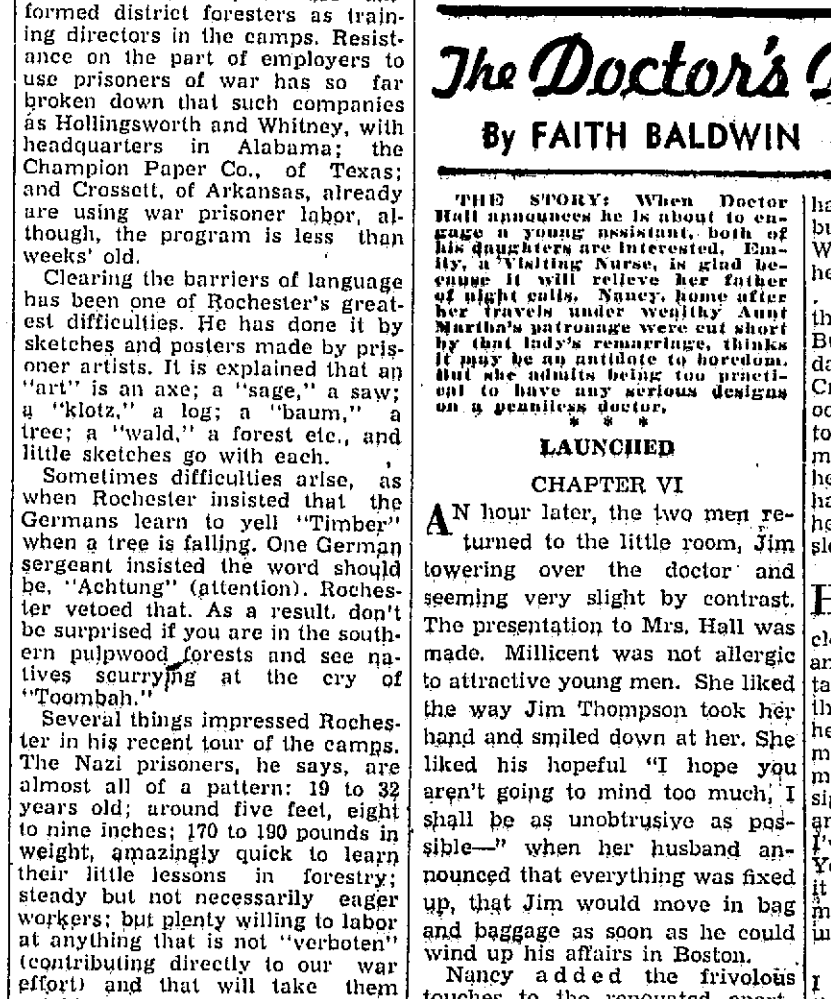 formed district foresters as train-
ing directors in the camps. Resist-
ance on the part of employers to
use prisoners of war has so far
broken down that such companies
as Hollingsworth and Whitney, with
headquarters in Alabama; the
Champion Paper Co., of Texas;
and Crossett, of Arkansas, already
are using war prisoner labor, al-
though, the program is less than
weeks' old.
Clearing the barriers of language
has been one of Rochester's great-
est difficulties. He has done it by
sketches and posters made by pris-
oner artists. It is explained that an
"art" is an axe; a "sage," a saw;
a "klotz," a log; a "baum," a
tree; a "wald," a forest etc., and
little sketches go with each.
Sometimes difficulties arise, as
when Rochester insisted that the
Germans learn to yell "Timber"
when a tree is falling. One German
sergeant insisted the word should
be, "Achtung" (attention). Roches-
ter vetoed that. As a result, don't
be surprised if you are in the south-
ern pulpwood forests and see na-
tives scurrying at the cry of
"Toombah."
Several things impressed Roches-
ter in his recent tour of the camps.
The Nazi prisoners, he says, are
almost all of a pattern: 19 to 32
years old; around five feet, eight
to nine inches; 170 to 190 pounds in
weight, amazingly quick to learn
their little lessons in forestry;
steady but not necessarily eager
workers; but plenty willing to labor
at anything that is not "verboten"
(contributing directly to our war
effort) and that will take them
The Doctor's
By FAITH BALDWIN
THE STORY: When Doctor
Hall announces he is about to en-
gage a young assistant, both of
his daughters are interested. Em-
ily, a Visiting Nurse, is glad be-
cause it will relieve her father
of night calls. Nancy, home after
her travels under wealthy Aunt
Martha's patronage were cut short
by that lady's remarriage, thinks
it may be an antidote to boredom.
But she admits being too practi-
cal to have any serious designs
on a penniless doctor.
* * *
LAUNCHED
CHAPTER VI
AN hour later, the two men re-
turned to the little room, Jim
towering over the doctor and
seeming very slight by contrast.
The presentation to Mrs. Hall was
made. Millicent was not allergic
to attractive young men. She liked
the way Jim Thompson took her
hand and smiled down at her. She
liked his hopeful "I hope you
aren't going to mind too much, I
shall be as unobtrusive as pos-
sible—" when her husband an-
nounced that everything was fixed
up, that Jim would move in bag
and baggage as soon as he could
wind up his affairs in Boston.
Nancy added the frivolous
touches to the renovated